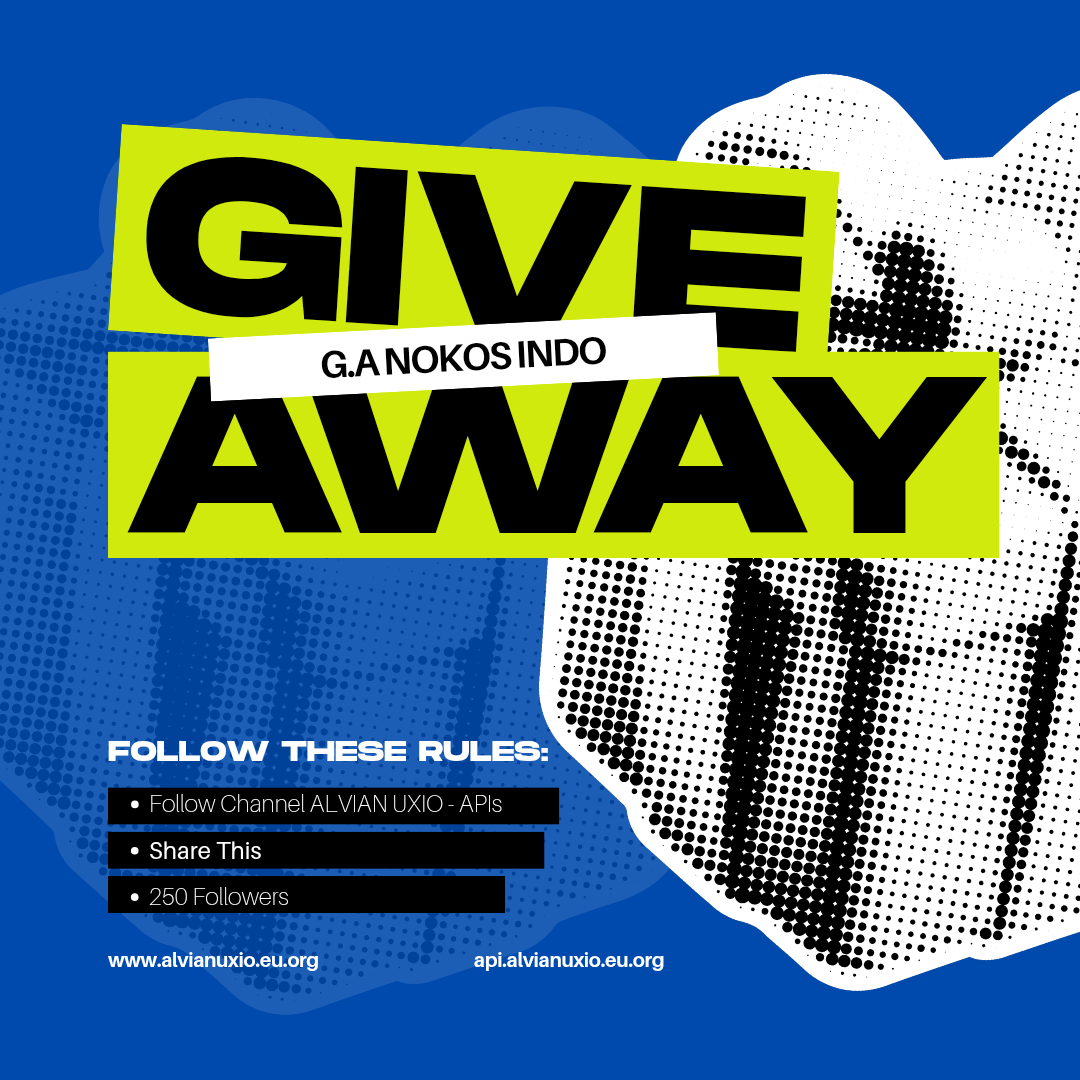 GIVE
G.A NOKOS INDO
AWAY
FOLLOW THESE RULES:
• Follow Channel ALVIAN UXIO - APIs
• Share This
• 250 Followers
www.alvianuxio.eu.org
api.alvianuxio.eu.org